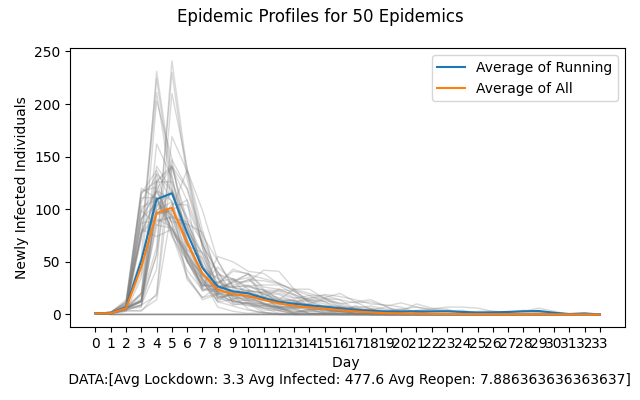 Epidemic Profiles for 50 Epidemics
Newly Infected Individuals
250
200
150
100
50
0
Average of Running
Average of All
0 1 2 3 4 5 6 7 8 9 10 11 12 13 14 15 16 17 18 19 20 21 22 23 24 25 26 27 28 29 30 31 32 33
Day
DATA:[Avg Lockdown: 3.3 Avg Infected: 477.6 Avg Reopen: 7.886363636363637]